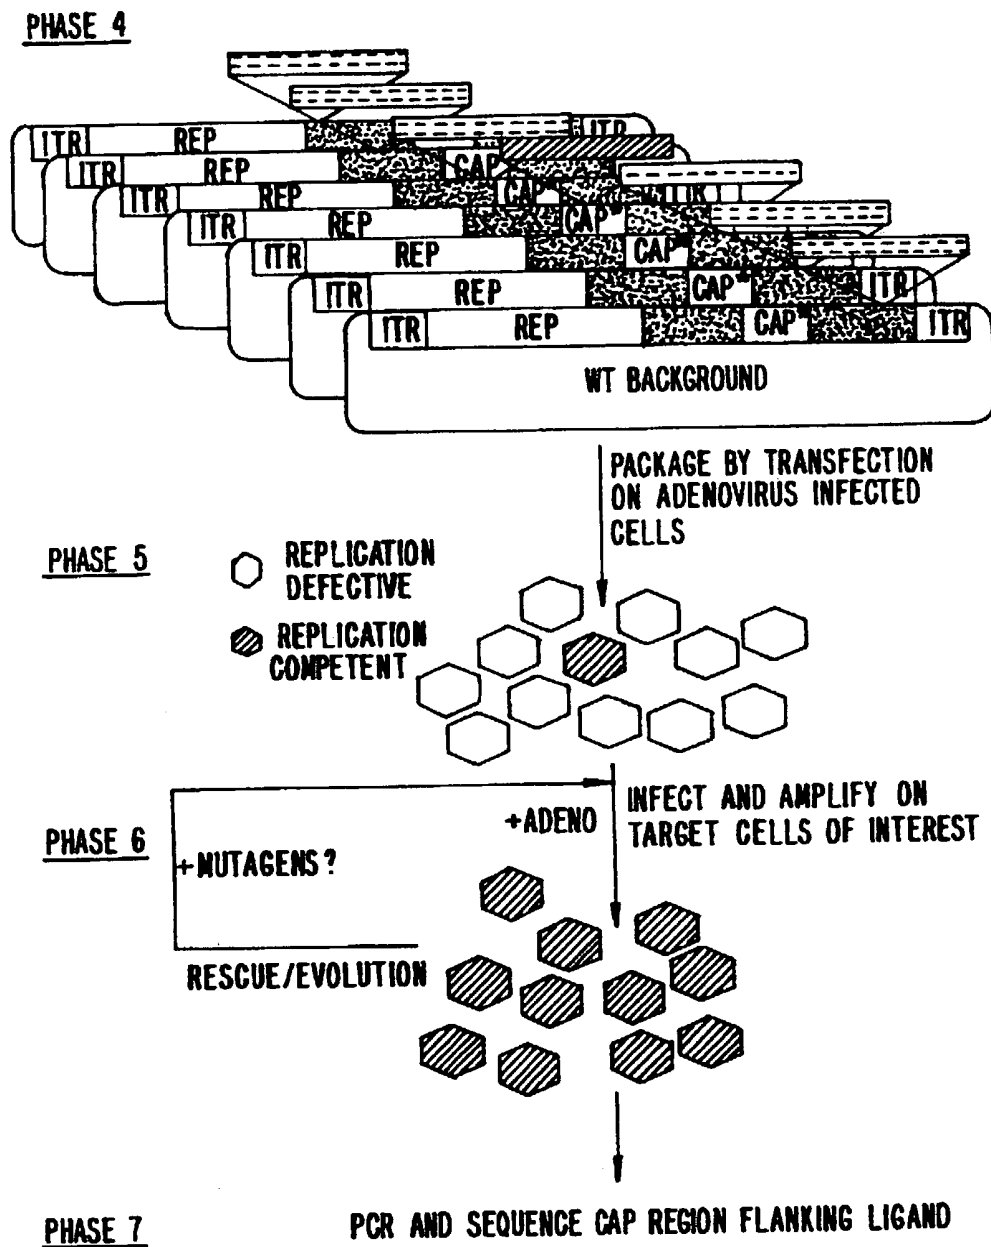 PHASE 4
ITR REP ITR
ITR REP CAP
ITR REP CAP* ITR
ITR REP CAP*
ITR REP CAP*
ITR REP CAP* ITR
ITR REP CAP* ITR
WT BACKGROUND
PACKAGE BY TRANSFECTION
ON ADENOVIRUS INFECTED
CELLS
PHASE 5
REPLICATION
DEFECTIVE
REPLICATION
COMPETENT
INFECT AND AMPLIFY ON
TARGET CELLS OF INTEREST
+ADENO
PHASE 6
+MUTAGENS?
RESCUE/EVOLUTION
PHASE 7
PCR AND SEQUENCE CAP REGION FLANKING LIGAND